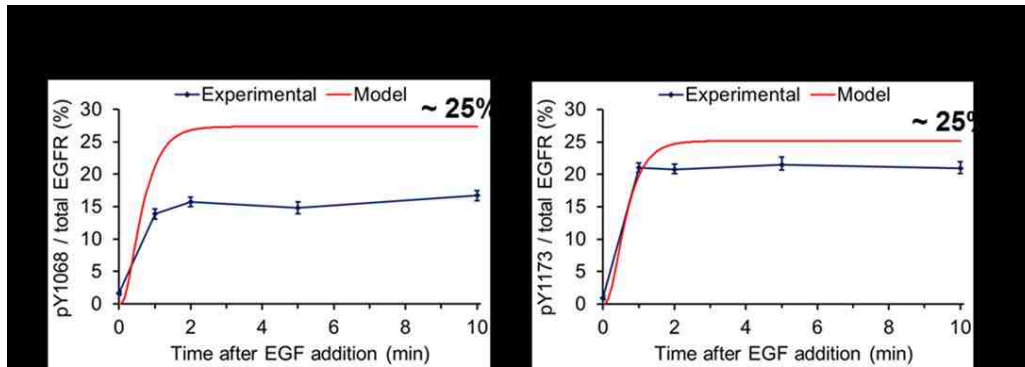 Experimental Model
~ 25%
pY1068 / total EGFR (%)
30
25
20
15
10
5
0
0 2 4 6 8 10
Time after EGF addition (min)
Experimental Model
~ 25%
pY1173 / total EGFR (%)
30
25
20
15
10
5
0
0 2 4 6 8 10
Time after EGF addition (min)